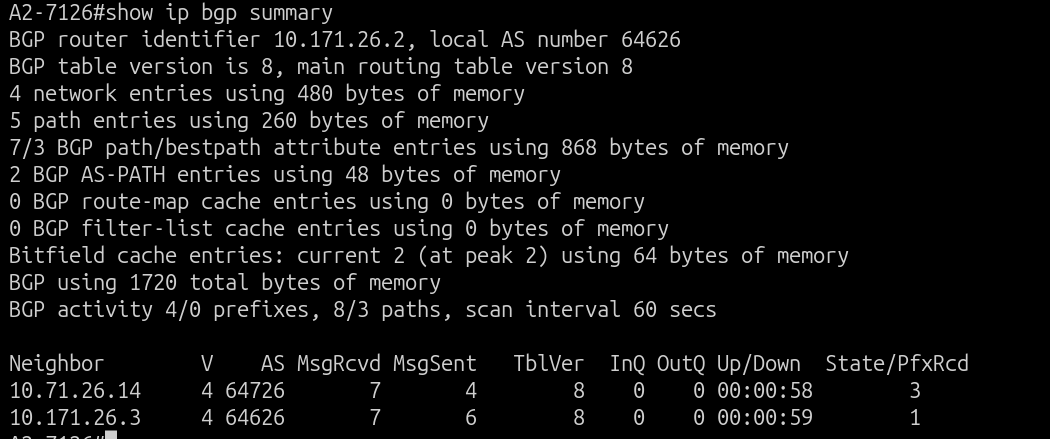 A2-7126#show ip bgp summary
BGP router identifier 10.171.26.2, local AS number 64626
BGP table version is 8, main routing table version 8
4 network entries using 480 bytes of memory
5 path entries using 260 bytes of memory
7/3 BGP path/bestpath attribute entries using 868 bytes of memory
2 BGP AS-PATH entries using 48 bytes of memory
0 BGP route-map cache entries using 0 bytes of memory
0 BGP filter-list cache entries using 0 bytes of memory
Bitfield cache entries: current 2 (at peak 2) using 64 bytes of memory
BGP using 1720 total bytes of memory
BGP activity 4/0 prefixes, 8/3 paths, scan interval 60 secs
Neighbor V AS MsgRcvd MsgSent TblVer InQ OutQ Up/Down State/PfxRcd
10.71.26.14 4 64726 7 4 8 0 0 00:00:58 3
10.171.26.3 4 64626 7 6 8 0 0 00:00:59 1
A2-7126#